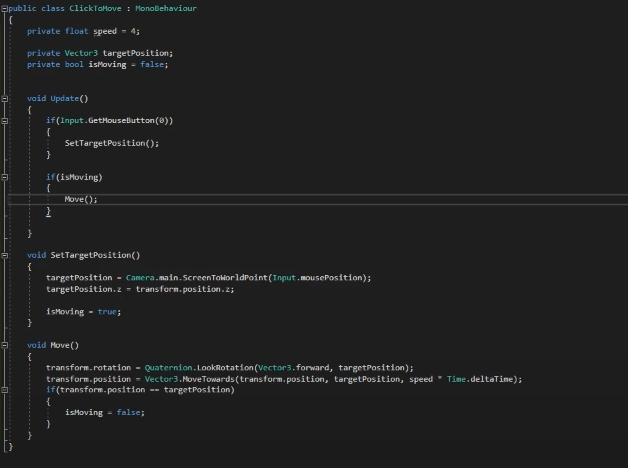 public class ClickToMove : MonoBehaviour
{
private float speed = 4;
private Vector3 targetPosition;
private bool isMoving = false;
void Update()
{
if(Input.GetMouseButton(0))
{
SetTargetPosition();
}
if(isMoving)
{
Move();
}
}
void SetTargetPosition()
{
targetPosition = Camera.main.ScreenToWorldPoint(Input.mousePosition);
targetPosition.z = transform.position.z;
isMoving = true;
}
void Move()
{
transform.rotation = Quaternion.LookRotation(Vector3.forward, targetPosition);
transform.position = Vector3.MoveTowards(transform.position, targetPosition, speed * Time.deltaTime);
if(transform.position == targetPosition)
{
isMoving = false;
}
}
}